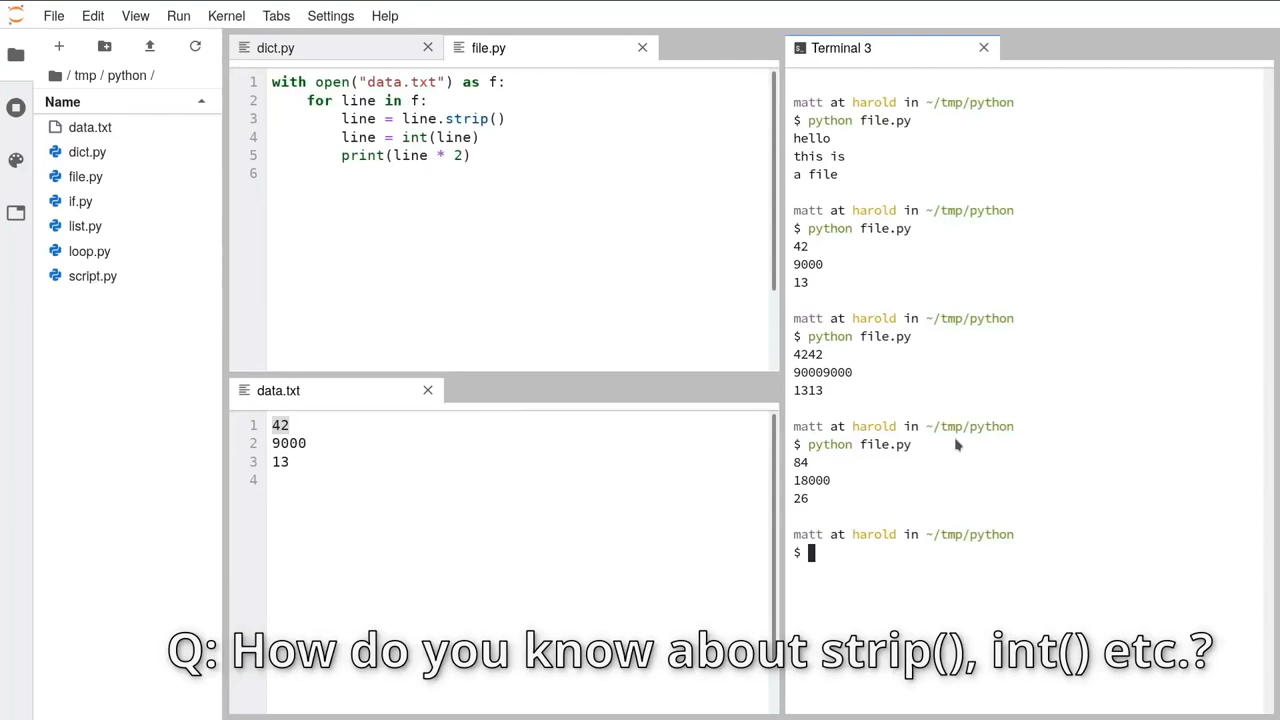 File Edit View Run Kernel Tabs Settings Help
/ tmp / python /
Name
data.txt
dict.py
file.py
if.py
list.py
loop.py
script.py
dict.py
file.py
1 with open("data.txt") as f:
2 for line in f:
3 line = line.strip()
4 line = int(line)
5 print(line * 2)
6
data.txt
1 42
2 9000
3 13
4
Terminal 3
matt at harold in ~/tmp/python
$ python file.py
hello
this is
a file
matt at harold in ~/tmp/python
$ python file.py
42
9000
13
matt at harold in ~/tmp/python
$ python file.py
4242
90009000
1313
matt at harold in ~/tmp/python
$ python file.py
84
18000
26
matt at harold in ~/tmp/python
$
Q: How do you know about strip(), int() etc.?